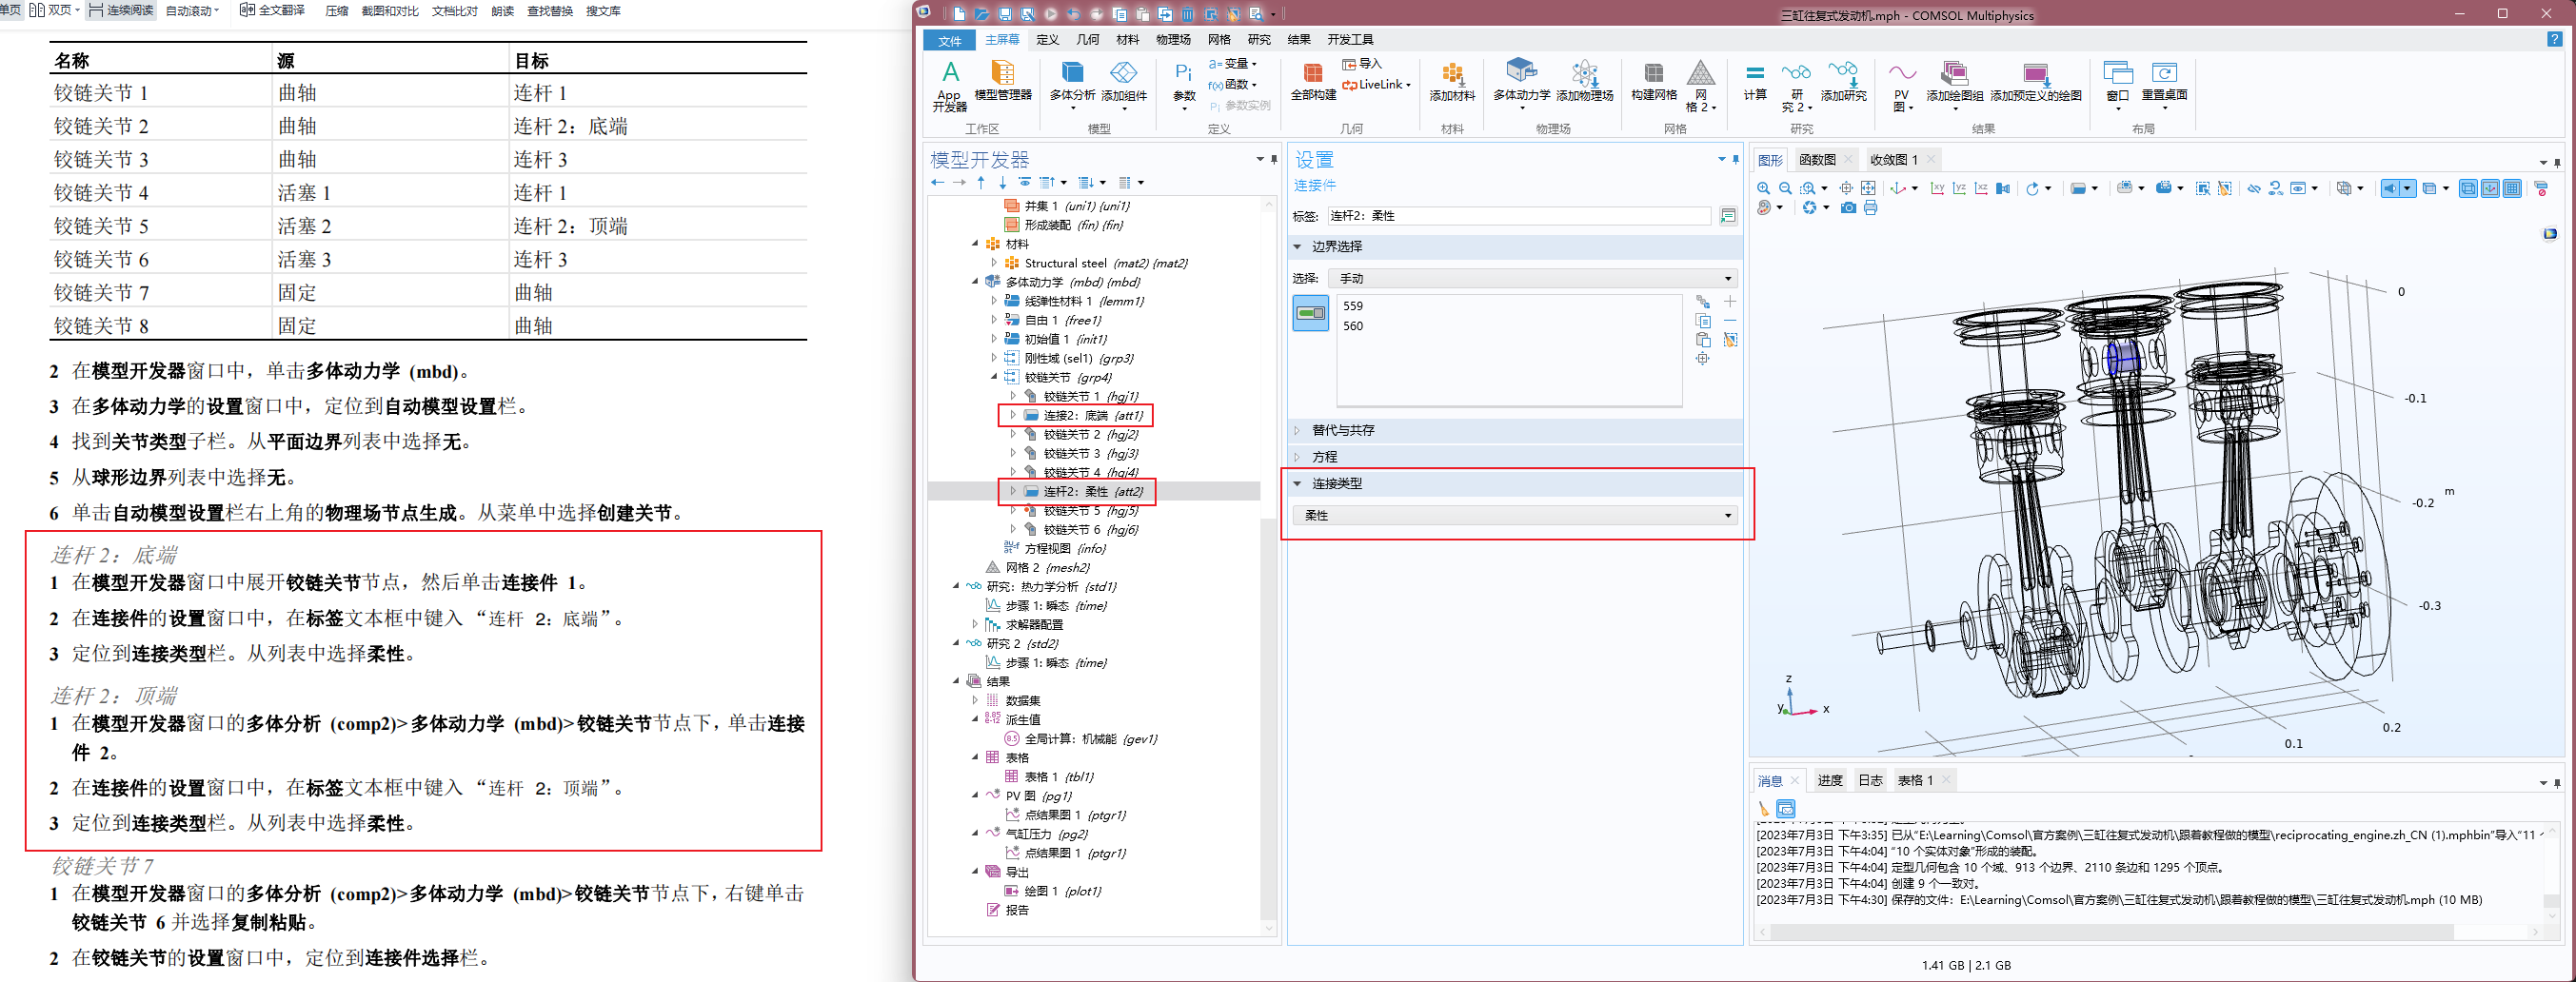 单页 双页 连续阅读 自动滚动 全文翻译 压缩 截图和对比 文档比对 朗读 查找替换 搜文库
名称 源 目标
铰链关节 1 曲轴 连杆 1
铰链关节 2 曲轴 连杆 2：底端
铰链关节 3 曲轴 连杆 3
铰链关节 4 活塞 1 连杆 1
铰链关节 5 活塞 2 连杆 2：顶端
铰链关节 6 活塞 3 连杆 3
铰链关节 7 固定 曲轴
铰链关节 8 固定 曲轴
2 在模型开发器窗口中，单击多体动力学 (mbd)。
3 在多体动力学的设置窗口中，定位到自动模型设置栏。
4 找到关节类型子栏。从平面边界列表中选择无。
5 从球形边界列表中选择无。
6 单击自动模型设置栏右上角的物理场节点生成。从菜单中选择创建关节。
连杆 2：底端
1 在模型开发器窗口中展开铰链关节节点，然后单击连接件 1。
2 在连接件的设置窗口中，在标签文本框中键入 “连杆 2：底端”。
3 定位到连接类型栏。从列表中选择柔性。
连杆 2：顶端
1 在模型开发器窗口的多体分析 (comp2)>多体动力学 (mbd)>铰链关节节点下，单击连接
件 2。
2 在连接件的设置窗口中，在标签文本框中键入 “连杆 2：顶端”。
3 定位到连接类型栏。从列表中选择柔性。
铰链关节 7
1 在模型开发器窗口的多体分析 (comp2)>多体动力学 (mbd)>铰链关节节点下，右键单击
铰链关节 6 并选择复制粘贴。
2 在铰链关节的设置窗口中，定位到连接件选择栏。
三缸往复式发动机.mph - COMSOL Multiphysics
文件 主屏幕 定义 几何 材料 物理场 网格 研究 结果 开发工具
App
开发器
模型管理器
工作区
多体分析
添加组件
模型
Pi
参数
a= 变量
f(x) 函数
Pi 参数实例
定义
全部构建
导入
LiveLink
几何
添加材料
材料
多体动力学
添加物理场
物理场
构建网格
网
格 2
网格
计算
研
究 2
添加研究
研究
PV
图
添加绘图组
添加预定义的绘图
结果
窗口
重置桌面
布局
模型开发器
并集 1 (uni1) {uni1}
形成装配 (fin) {fin}
材料
Structural steel (mat2) {mat2}
多体动力学 (mbd) {mbd}
线弹性材料 1 {lemm1}
自由 1 {free1}
初始值 1 {init1}
刚性域 (sel1) {grp3}
铰链关节 {grp4}
铰链关节 1 {hgj1}
连接2：底端 {att1}
铰链关节 2 {hgj2}
铰链关节 3 {hgj3}
铰链关节 4 {hgj4}
连杆2：柔性 {att2}
铰链关节 5 {hgj5}
铰链关节 6 {hgj6}
方程视图 {info}
网格 2 {mesh2}
研究：热力学分析 {std1}
步骤 1: 瞬态 {time}
求解器配置
研究 2 {std2}
步骤 1: 瞬态 {time}
结果
数据集
派生值
全局计算：机械能 {gev1}
表格
表格 1 {tbl1}
PV 图 {pg1}
点结果图 1 {ptgr1}
气缸压力 {pg2}
点结果图 1 {ptgr1}
导出
绘图 1 {plot1}
报告
设置
连接件
标签: 连杆2：柔性
边界选择
选择: 手动
559
560
替代与共存
方程
连接类型
柔性
图形 函数图 收敛图 1
xy yz xz
0
-0.1
-0.2
m
-0.3
0.2
0.1
z
y
x
消息 进度 日志 表格 1
[2023年7月3日 下午3:35] 已从“E:\Learning\Comsol\官方案例\三缸往复式发动机\跟着教程做的模型\reciprocating_engine.zh_CN (1).mphbin”导入“11 个
[2023年7月3日 下午4:04] “10 个实体对象”形成的装配。
[2023年7月3日 下午4:04] 定型几何包含 10 个域、913 个边界、2110 条边和 1295 个顶点。
[2023年7月3日 下午4:04] 创建 9 个一致对。
[2023年7月3日 下午4:30] 保存的文件：E:\Learning\Comsol\官方案例\三缸往复式发动机\跟着教程做的模型\三缸往复式发动机.mph (10 MB)
1.41 GB | 2.1 GB